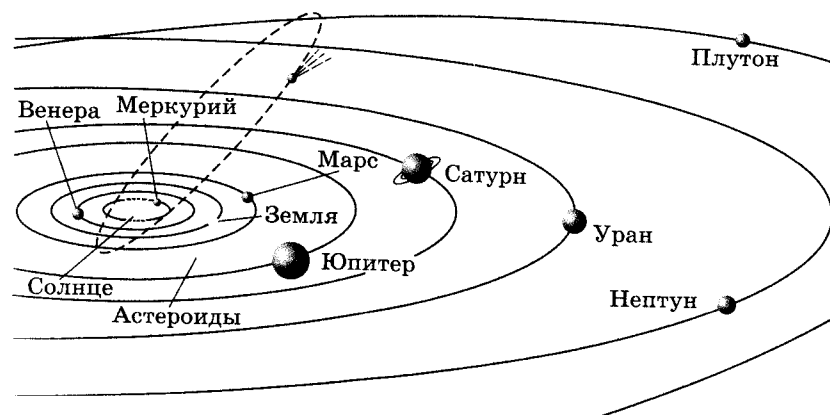 Плутон
Венера
Меркурий
Марс
Сатурн
Земля
Уран
Юпитер
Солнце
Нептун
Астероиды